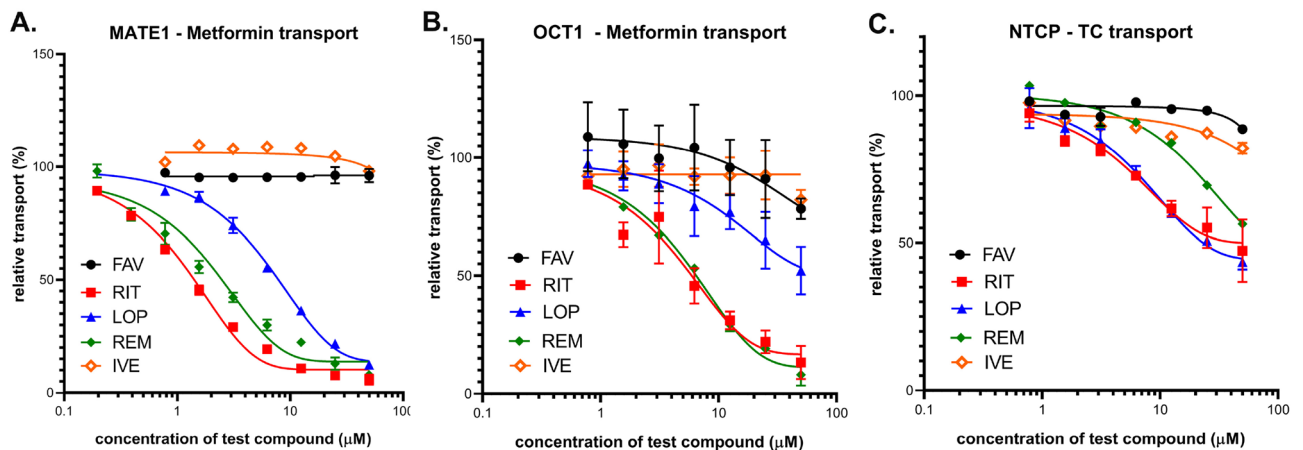 A.
MATE1 - Metformin transport
relative transport (%)
150
100
50
0
FAV
RIT
LOP
REM
IVE
0.1
1
10
100
concentration of test compound (μM)
B.
OCT1 - Metformin transport
relative transport (%)
150
100
50
0
FAV
RIT
LOP
REM
IVE
0.1
1
10
100
concentration of test compound (μM)
C.
NTCP - TC transport
relative transport (%)
100
50
0
FAV
RIT
LOP
REM
IVE
0.1
1
10
100
concentration of test compound (μM)